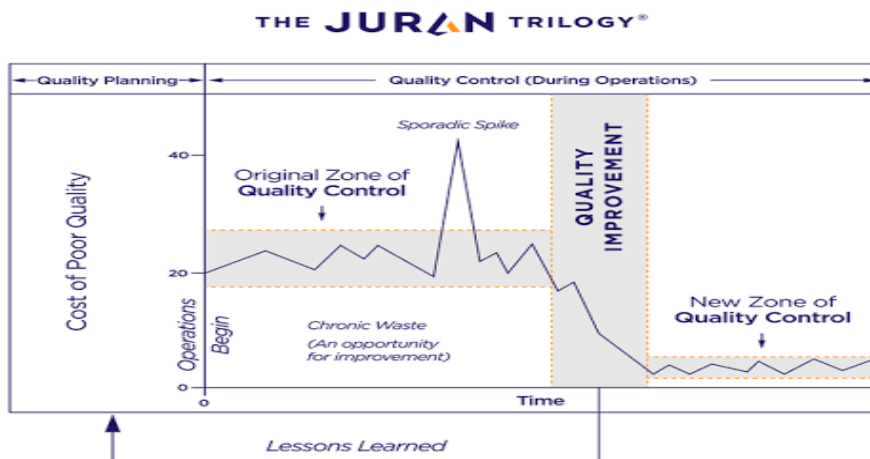 THE JURAN TRILOGY®
Quality Planning
Quality Control (During Operations)
Sporadic Spike
40
Original Zone of
Quality Control
QUALITY
IMPROVEMENT
Cost of Poor Quality
20
New Zone of
Quality Control
Operations
Begin
Chronic Waste
(An opportunity
for improvement)
0
0
Time
Lessons Learned